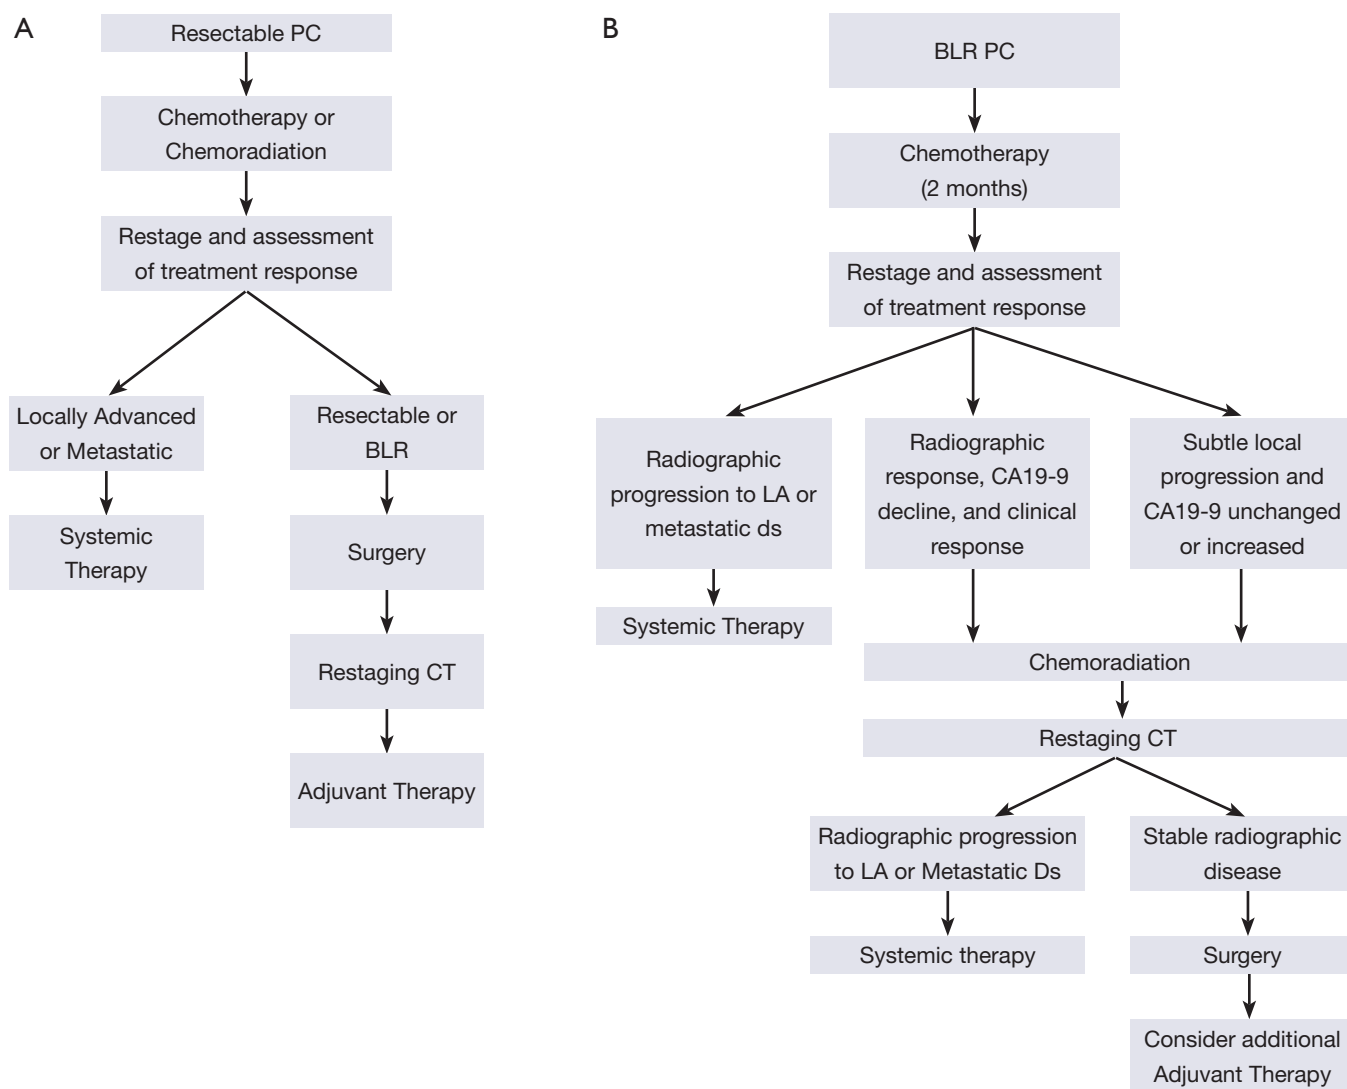 A
Resectable PC
Chemotherapy or
Chemoradiation
Restage and assessment
of treatment response
Locally Advanced
or Metastatic
Systemic
Therapy
Resectable or
BLR
Surgery
Restaging CT
Adjuvant Therapy
B
BLR PC
Chemotherapy
(2 months)
Restage and assessment
of treatment response
Radiographic
progression to LA or
metastatic ds
Systemic Therapy
Radiographic
response, CA19-9
decline, and clinical
response
Subtle local
progression and
CA19-9 unchanged
or increased
Chemoradiation
Restaging CT
Radiographic progression
to LA or Metastatic Ds
Systemic therapy
Stable radiographic
disease
Surgery
Consider additional
Adjuvant Therapy